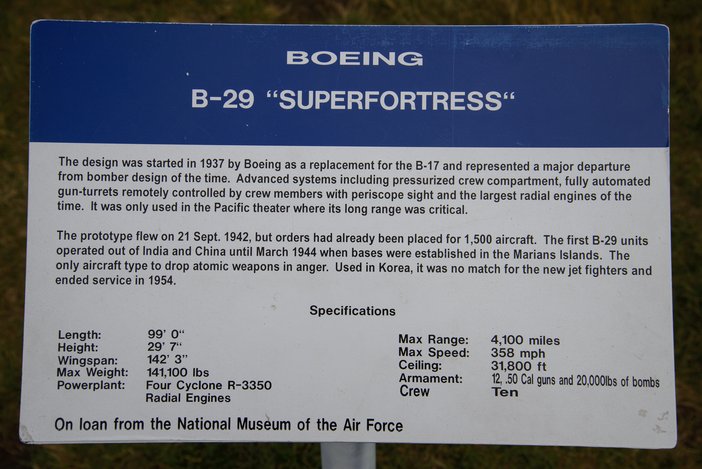 BOEING
B-29 "SUPERFORTRESS"
The design was started in 1937 by Boeing as a replacement for the B-17 and represented a major departure
from bomber design of the time. Advanced systems including pressurized crew compartment, fully automated
gun-turrets remotely controlled by crew members with periscope sight and the largest radial engines of the
time. It was only used in the Pacific theater where its long range was critical.
The prototype flew on 21 Sept. 1942, but orders had already been placed for 1,500 aircraft. The first B-29 units
operated out of India and China until March 1944 when bases were established in the Marians Islands. The
only aircraft type to drop atomic weapons in anger. Used in Korea, it was no match for the new jet fighters and
ended service in 1954.
Specifications
Length: 99' 0"
Height: 29' 7"
Wingspan: 142' 3"
Max Weight: 141,100 lbs
Powerplant: Four Cyclone R-3350
Radial Engines
Max Range: 4,100 miles
Max Speed: 358 mph
Ceiling: 31,800 ft
Armament: 12, .50 Cal guns and 20,000lbs of bombs
Crew Ten
On loan from the National Museum of the Air Force